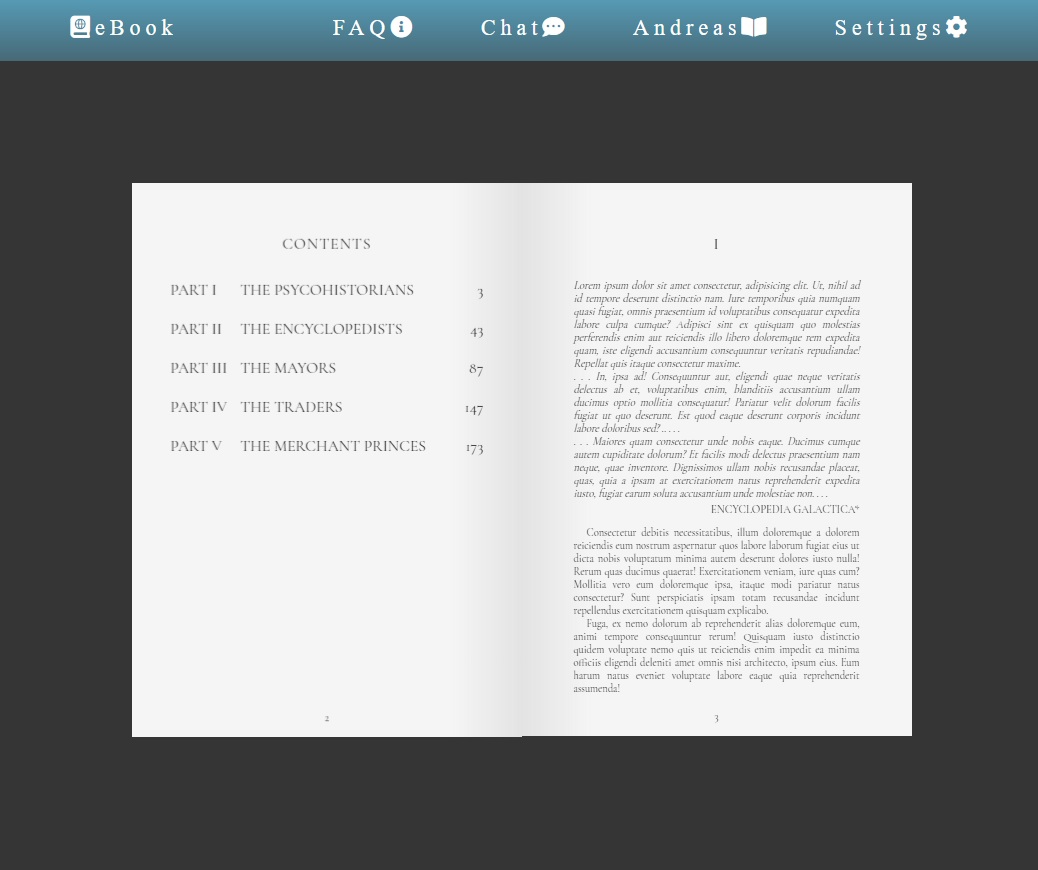 eBook
FAQ
Chat
Andreas
Settings
CONTENTS
PART I THE PSYCOHISTORIANS 3
PART II THE ENCYCLOPEDISTS 43
PART III THE MAYORS 87
PART IV THE TRADERS 147
PART V THE MERCHANT PRINCES 173
2
I
Lorem ipsum dolor sit amet consectetur, adipisicing elit. Ut, nihil ad
id tempore deserunt distinctio nam. Iure temporibus quia numquam
quasi fugiat, omnis praesentium id voluptatibus consequatur expedita
labore culpa cumque? Adipisci sint ex quisquam quo molestias
perferendis enim aut reiciendis illo libero doloremque rem expedita
quam, iste eligendi accusantium consequuntur veritatis repudiandae!
Repellat quis itaque consectetur maxime.
. . . In, ipsa ad! Consequuntur aut, eligendi quae neque veritatis
delectus ab et, voluptatibus enim, blanditiis accusantium ullam
ducimus optio mollitia consequatur! Pariatur velit dolorum facilis
fugiat ut quo deserunt. Est quod eaque deserunt corporis incidunt
labore doloribus sed? .. . . .
. . . Maiores quam consectetur unde nobis eaque. Ducimus cumque
autem cupiditate dolorum? Et facilis modi delectus praesentium nam
neque, quae inventore. Dignissimos ullam nobis recusandae placeat,
quas, quia a ipsam at exercitationem natus reprehenderit expedita
iusto, fugiat earum soluta accusantium unde molestiae non. . . .
ENCYCLOPEDIA GALACTICA*
Consectetur debitis necessitatibus, illum doloremque a dolorem
reiciendis eum nostrum aspernatur quos labore laborum fugiat eius ut
dicta nobis voluptatum minima autem deserunt dolores iusto nulla!
Rerum quas ducimus quaerat! Exercitationem veniam, iure quas cum?
Mollitia vero eum doloremque ipsa, itaque modi pariatur natus
consectetur? Sunt perspiciatis ipsam totam recusandae incidunt
repellendus exercitationem quisquam explicabo.
Fuga, ex nemo dolorum ab reprehenderit alias doloremque eum,
animi tempore consequuntur rerum! Quisquam iusto distinctio
quidem voluptate nemo quis ut reiciendis enim impedit ea minima
officiis eligendi deleniti amet omnis nisi architecto, ipsum eius. Eum
harum natus eveniet voluptate labore eaque quia reprehenderit
assumenda!
3